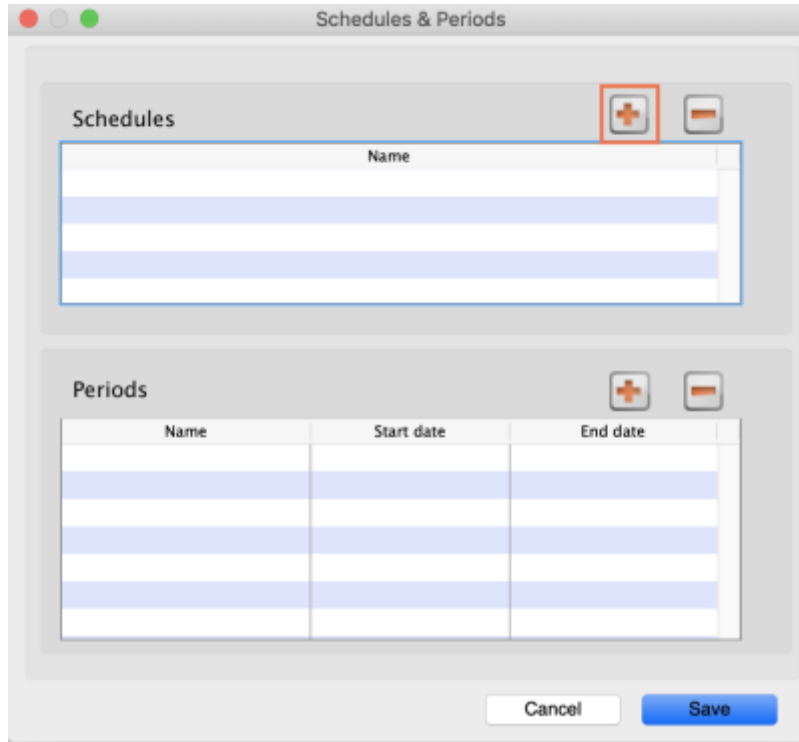 Schedules & Periods
Schedules
Name
Periods
Name Start date End date
Cancel Save